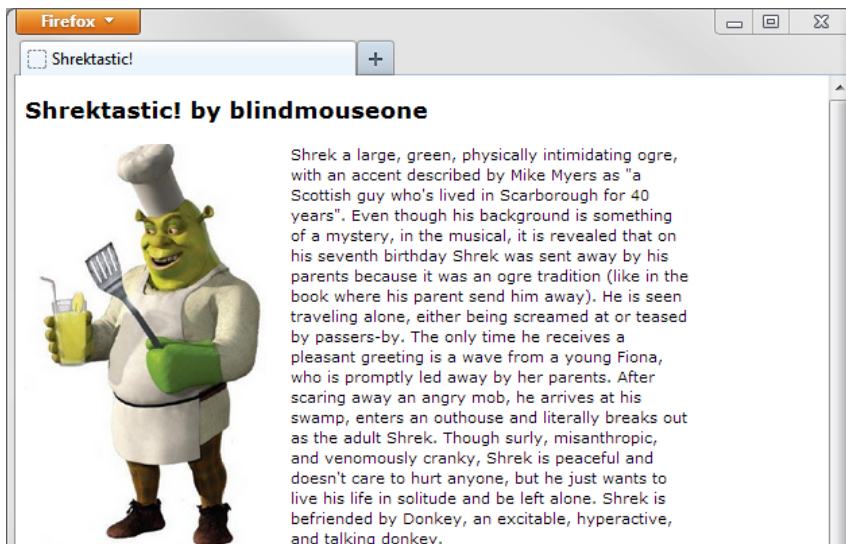 Firefox
Shrektastic!
Shrektastic! by blindmouseone
Shrek a large, green, physically intimidating ogre,
with an accent described by Mike Myers as "a
Scottish guy who's lived in Scarborough for 40
years". Even though his background is something
of a mystery, in the musical, it is revealed that on
his seventh birthday Shrek was sent away by his
parents because it was an ogre tradition (like in the
book where his parent send him away). He is seen
traveling alone, either being screamed at or teased
by passers-by. The only time he receives a
pleasant greeting is a wave from a young Fiona,
who is promptly led away by her parents. After
scaring away an angry mob, he arrives at his
swamp, enters an outhouse and literally breaks out
as the adult Shrek. Though surly, misanthropic,
and venomously cranky, Shrek is peaceful and
doesn't care to hurt anyone, but he just wants to
live his life in solitude and be left alone. Shrek is
befriended by Donkey, an excitable, hyperactive,
and talking donkey.